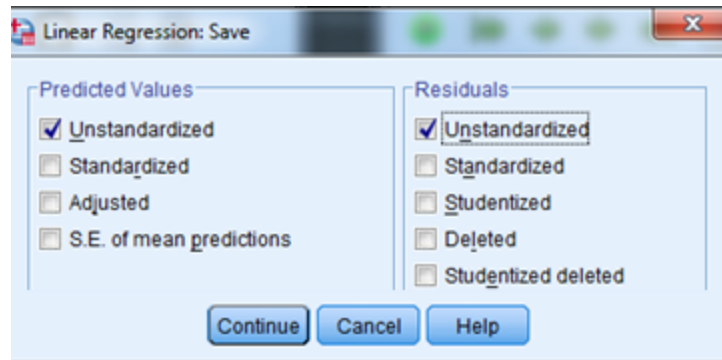 Linear Regression: Save
Predicted Values
Unstandardized
Standardized
Adjusted
S.E. of mean predictions
Residuals
Unstandardized
Standardized
Studentized
Deleted
Studentized deleted
Continue Cancel Help